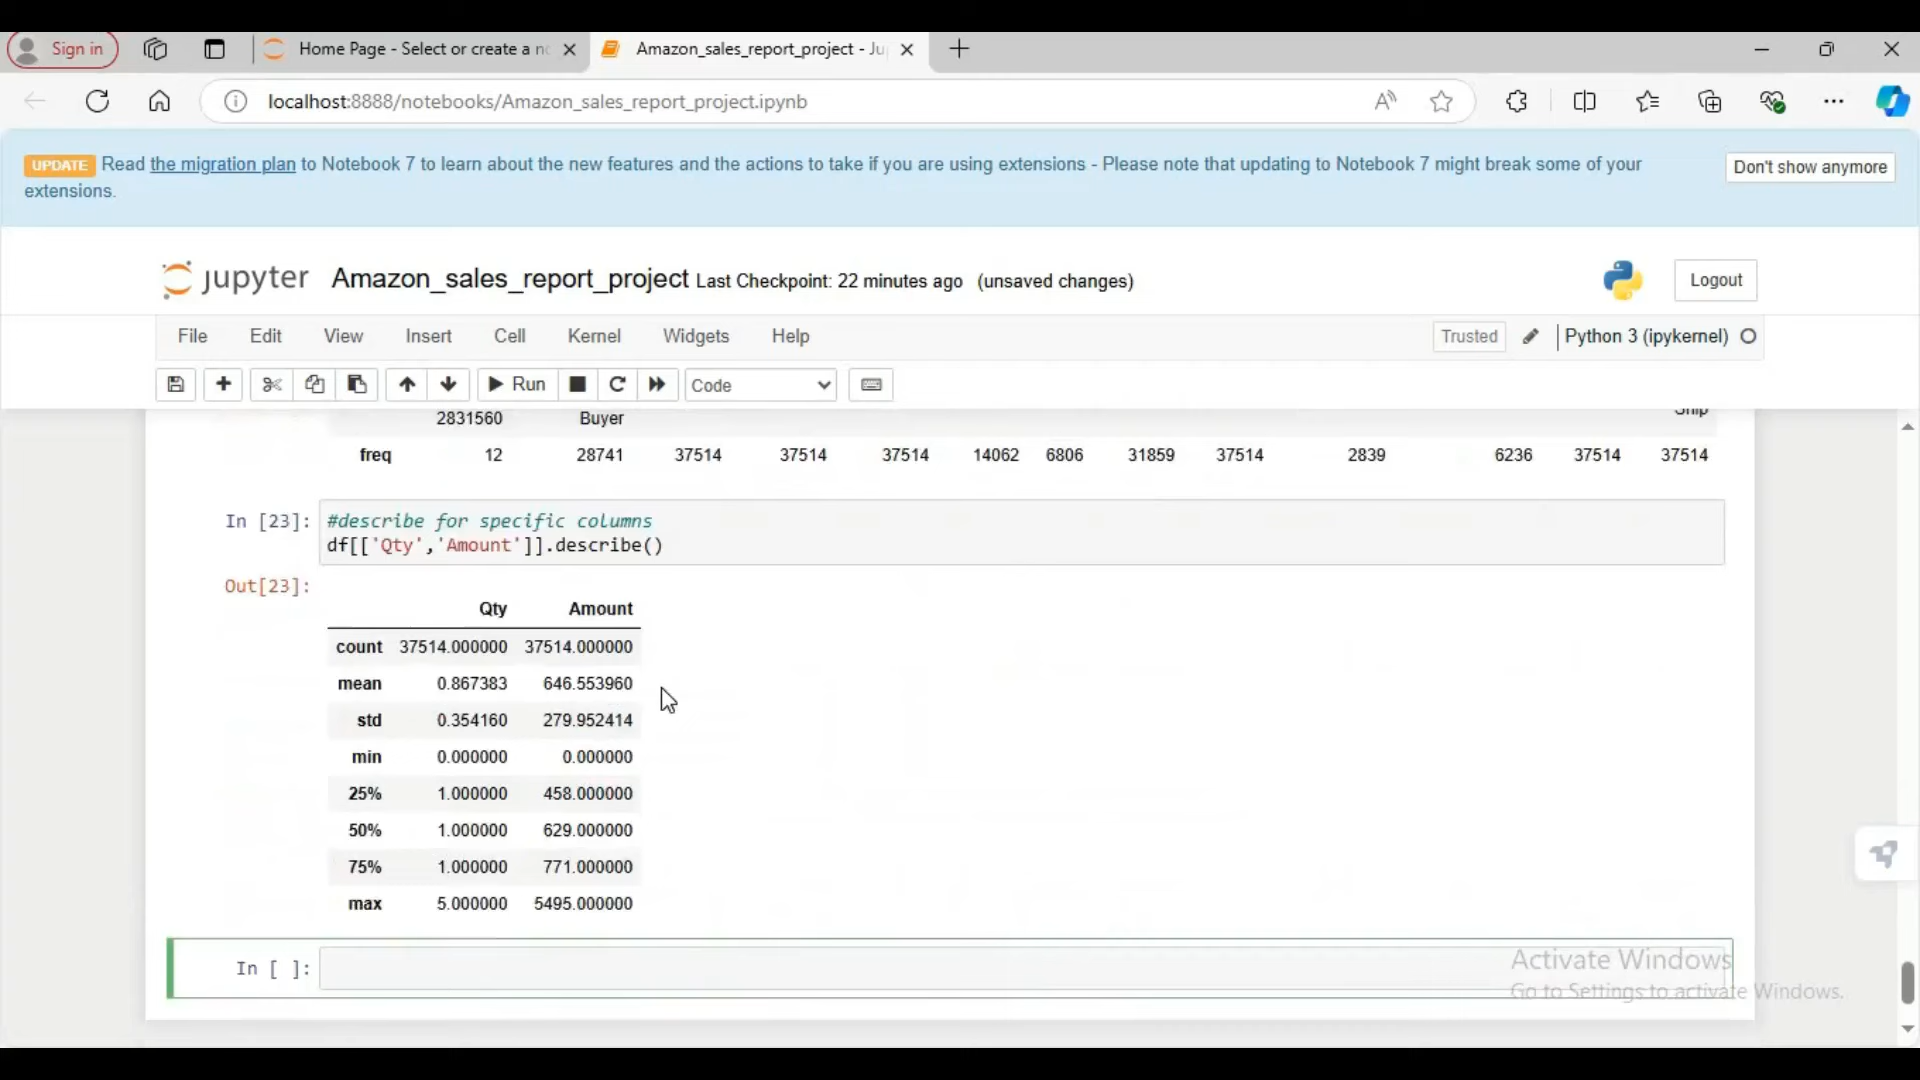 Sign in
Home Page - Select or create a no
Amazon_sales_report_project - Ju
localhost:8888/notebooks/Amazon_sales_report_project.ipynb
UPDATE Read the migration plan to Notebook 7 to learn about the new features and the actions to take if you are using extensions - Please note that updating to Notebook 7 might break some of your
extensions.
Don't show anymore
jupyter Amazon_sales_report_project Last Checkpoint: 22 minutes ago (unsaved changes)
Logout
File Edit View Insert Cell Kernel Widgets Help
Trusted Python 3 (ipykernel)
Run Code
2831560 Buyer Ship
freq 12 28741 37514 37514 37514 14062 6806 31859 37514 2839 6236 37514 37514
In [23]: #describe for specific columns
df[['Qty','Amount']].describe()
Out[23]:
Qty Amount
count 37514.000000 37514.000000
mean 0.867383 646.553960
std 0.354160 279.952414
min 0.000000 0.000000
25% 1.000000 458.000000
50% 1.000000 629.000000
75% 1.000000 771.000000
max 5.000000 5495.000000
In [ ]:
Activate Windows
Go to Settings to activate Windows.